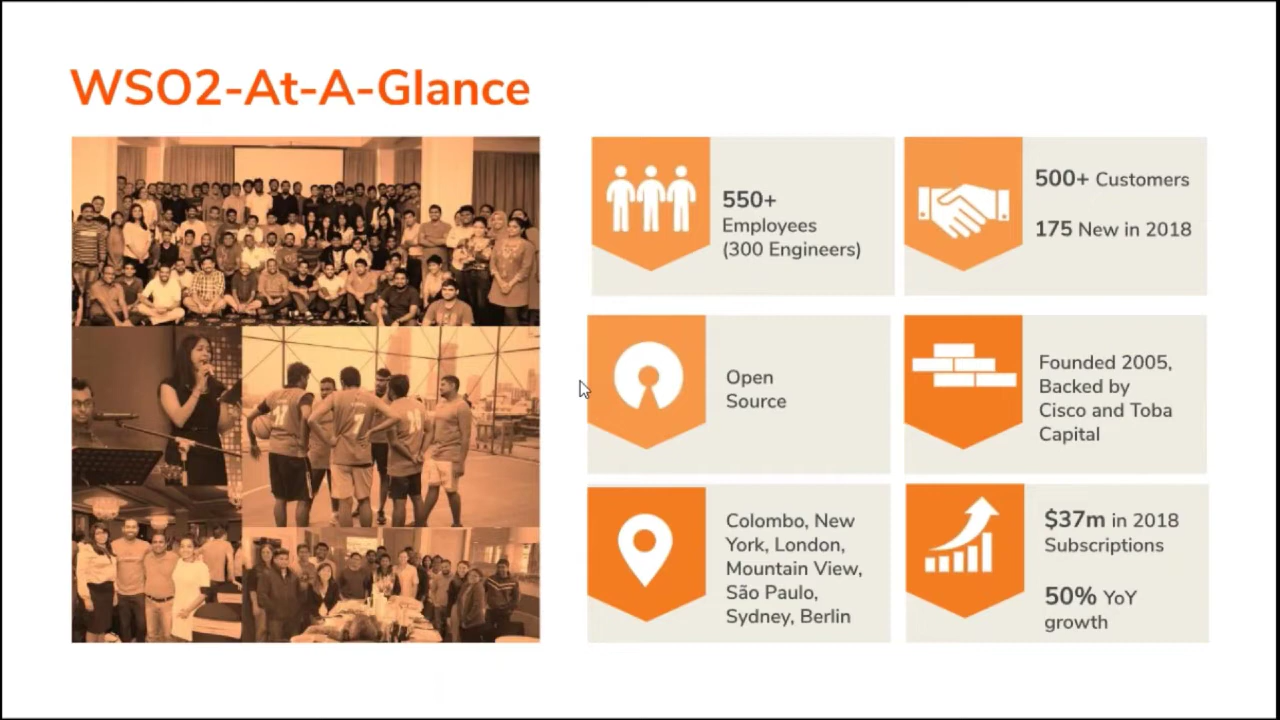 WSO2-At-A-Glance
550+
Employees
(300 Engineers)
500+ Customers
175 New in 2018
Open
Source
Founded 2005,
Backed by
Cisco and Toba
Capital
Colombo, New
York, London,
Mountain View,
São Paulo,
Sydney, Berlin
$37m in 2018
Subscriptions
50% YoY
growth
7